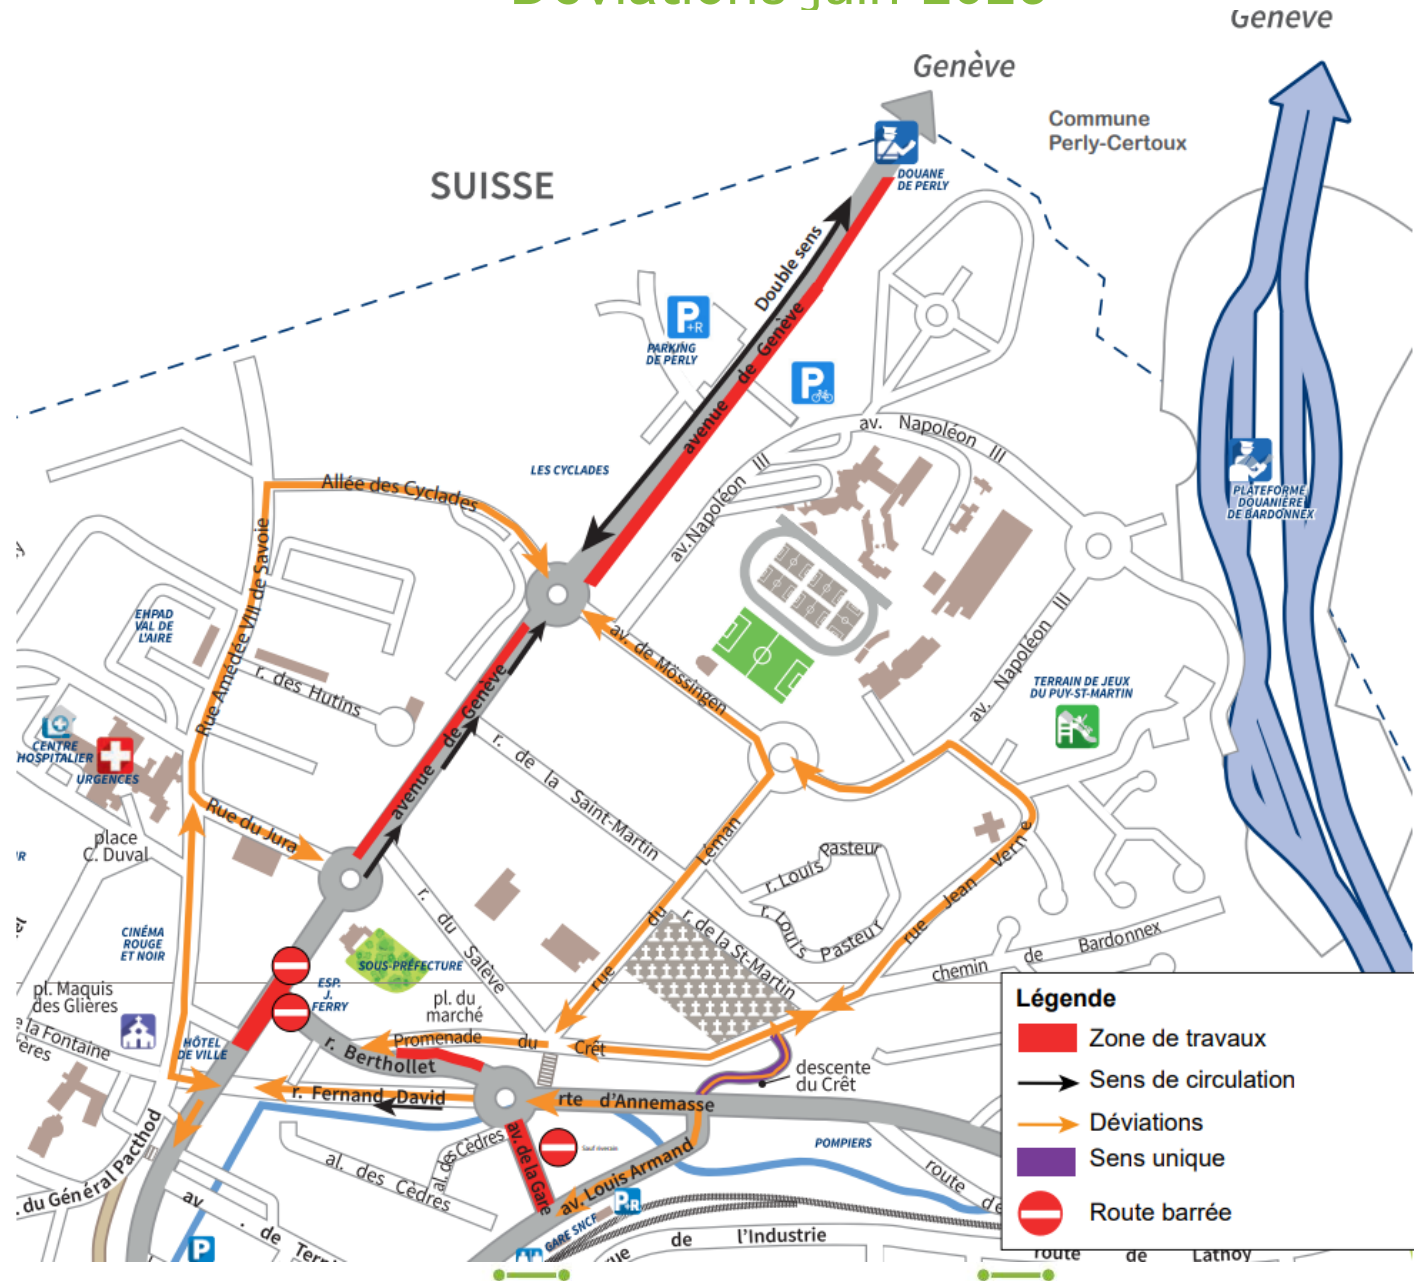 Déviations juin 2026
Genève
Genève
Commune
Perly-Certoux
SUISSE
DOUANE
DE PERLY
Double sens
avenue de Genève
P+R
PARKING
DE PERLY
P
av. Napoléon III
av. Napoléon III
LES CYCLADES
Allée des Cyclades
PLATEFORME
DOUANIÈRE
DE BARDONNEX
Rue Amédée VIII de Savoie
EHPAD
VAL DE
L'AIRE
r. des Hutins
av. de Mössingen
av. Napoléon III
TERRAIN DE JEUX
DU PUY-ST-MARTIN
avenue de Genève
CENTRE
HOSPITALIER
URGENCES
r. de la Saint-Martin
Rue du Jura
place
C. Duval
rue du Léman
r. Louis Pasteur
r. Louis Pasteur
rue Jean Verne
r. du Salève
r. de la St-Martin
CINÉMA
ROUGE
ET NOIR
SOUS-PRÉFECTURE
ESP.
J.
FERRY
chemin de Bardonnex
pl. Maquis
des Glières
pl. du
marché
HÔTEL
DE VILLE
r. Berthollet
Promenade du Crêt
descente
du Crêt
r. Fernand David
rte d'Annemasse
POMPIERS
al. des Cèdres
al. des Cèdres
av. de la Gare
Sauf riverain
av. Louis Armand
P+R
GARE SNCF
du Général Pacthod
P
de l'Industrie
route
route de Lathoy
Légende
Zone de travaux
Sens de circulation
Déviations
Sens unique
Route barrée